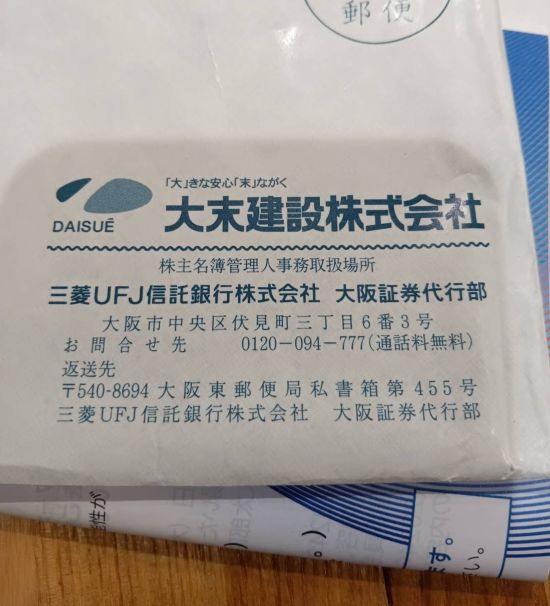 郵便
「大」きな安心「末」ながく
DAISUÉ
大末建設株式会社
株主名簿管理人事務取扱場所
三菱UFJ信託銀行株式会社 大阪証券代行部
大阪市中央区伏見町三丁目6番3号
お問合せ先 0120-094-777(通話料無料)
返送先
〒540-8694 大阪東郵便局私書箱第455号
三菱UFJ信託銀行株式会社 大阪証券代行部
性が
ます。